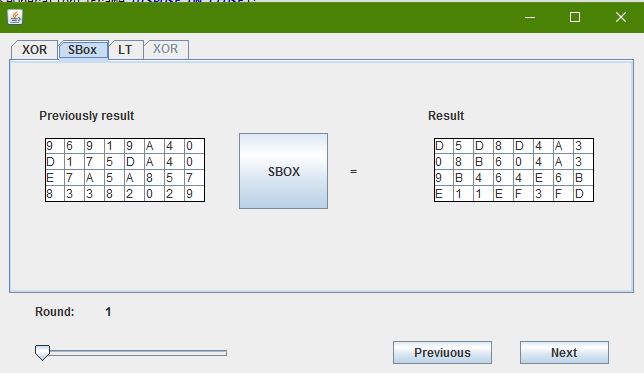 XOR SBox LT XOR
Previously result
9 6 9 1 9 A 4 0
D 1 7 5 D A 4 0
E 7 A 5 A 8 5 7
8 3 3 8 2 0 2 9
SBOX
=
Result
D 5 D 8 D 4 A 3
0 8 B 6 0 4 A 3
9 B 4 6 4 E 6 B
E 1 1 E F 3 F D
Round: 1
Previuous Next